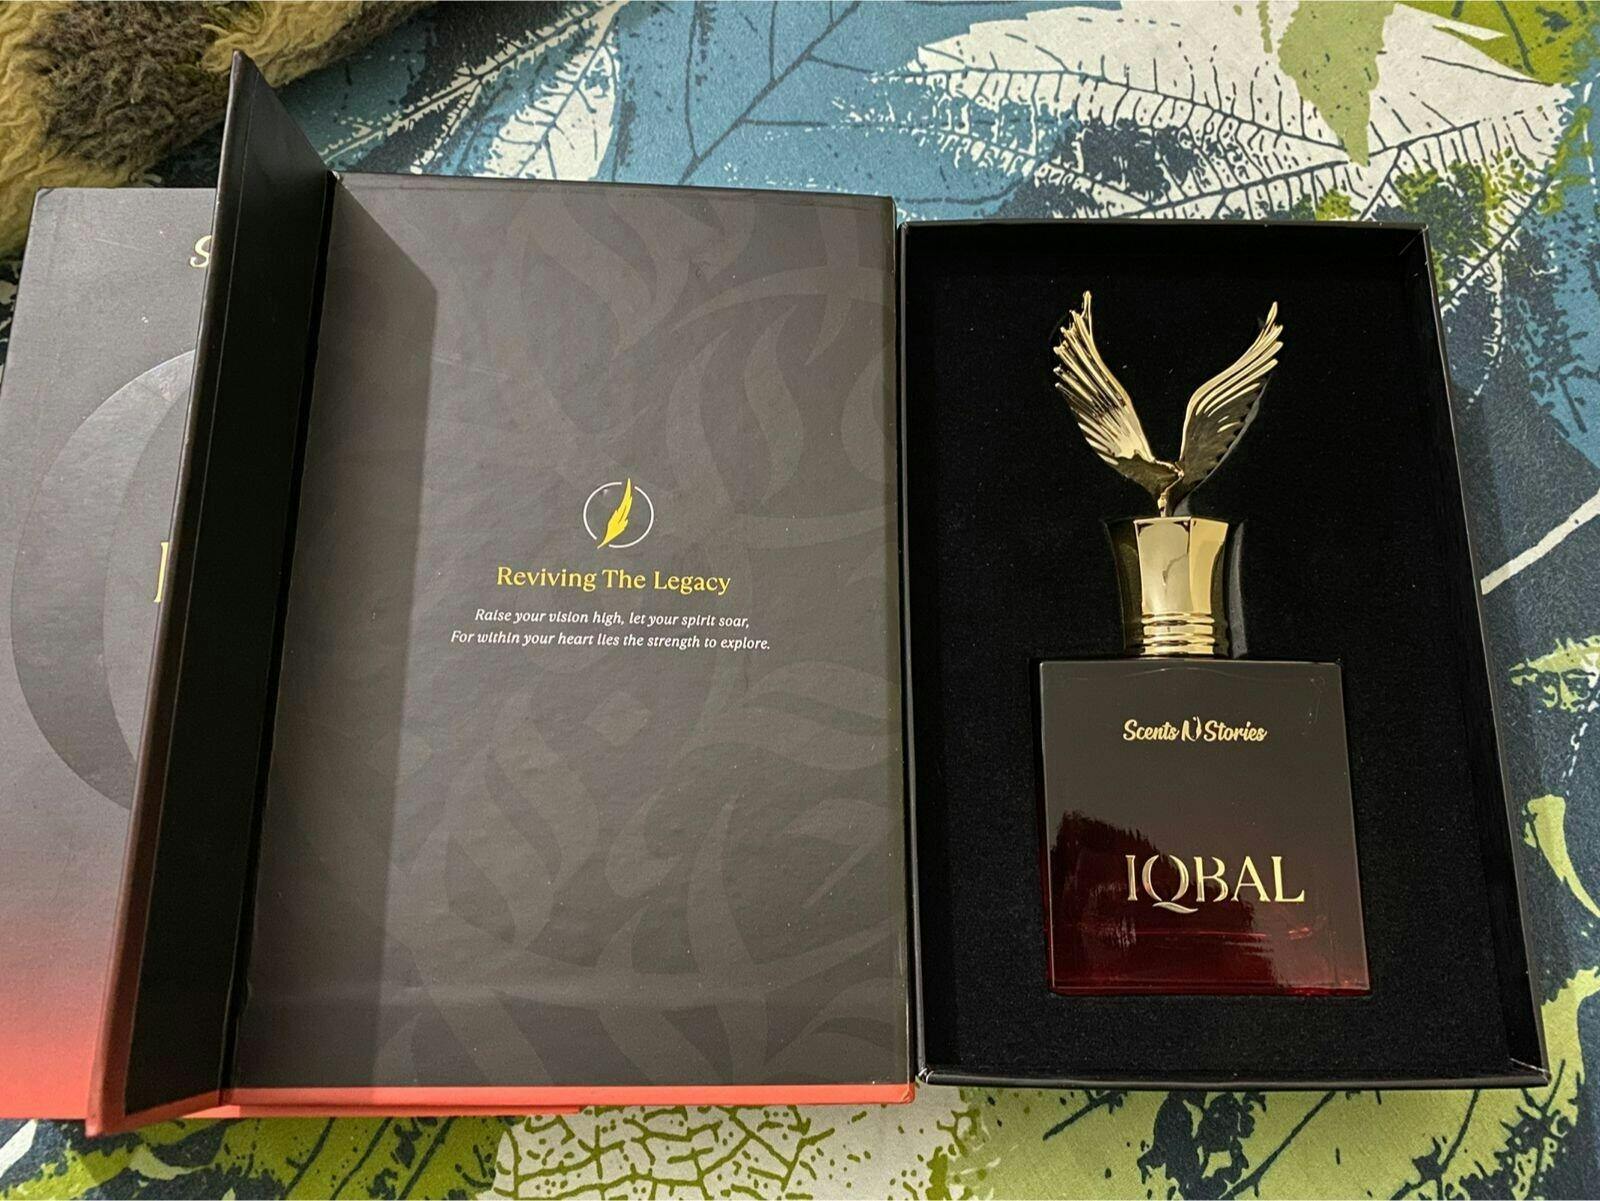 Reviving The Legacy
Raise your vision high, let your spirit soar,
For within your heart lies the strength to explore.
Scents N Stories
IQBAL